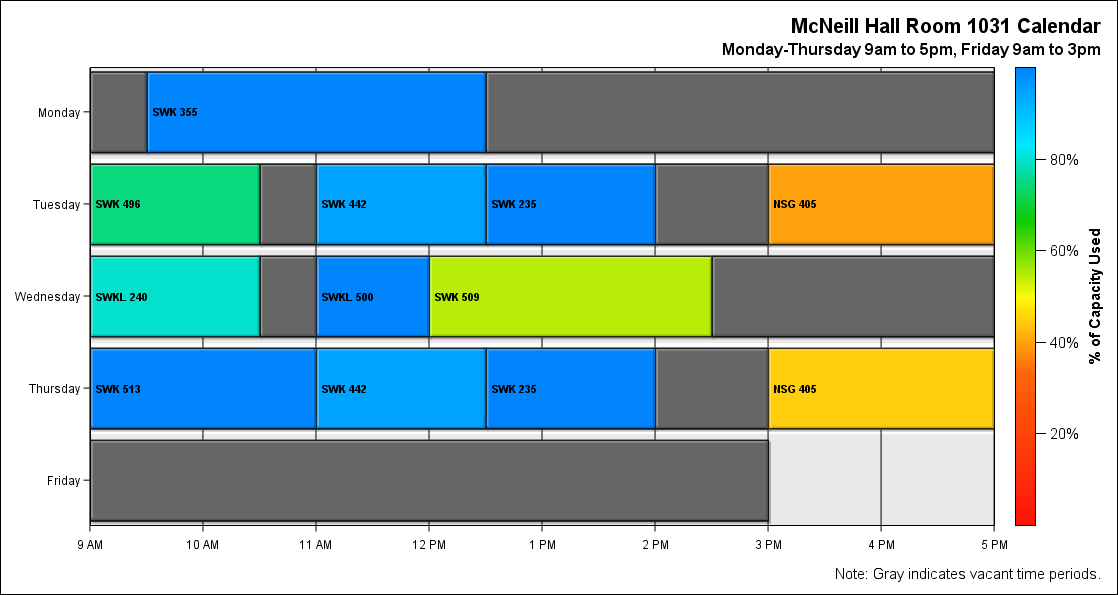 McNeill Hall Room 1031 Calendar
Monday-Thursday 9am to 5pm, Friday 9am to 3pm
Monday
SWK 355
Tuesday
SWK 496
SWK 442
SWK 235
NSG 405
Wednesday
SWKL 240
SWKL 500
SWK 509
Thursday
SWK 513
SWK 442
SWK 235
NSG 405
Friday
9 AM
10 AM
11 AM
12 PM
1 PM
2 PM
3 PM
4 PM
5 PM
80%
60%
40%
20%
% of Capacity Used
Note: Gray indicates vacant time periods.